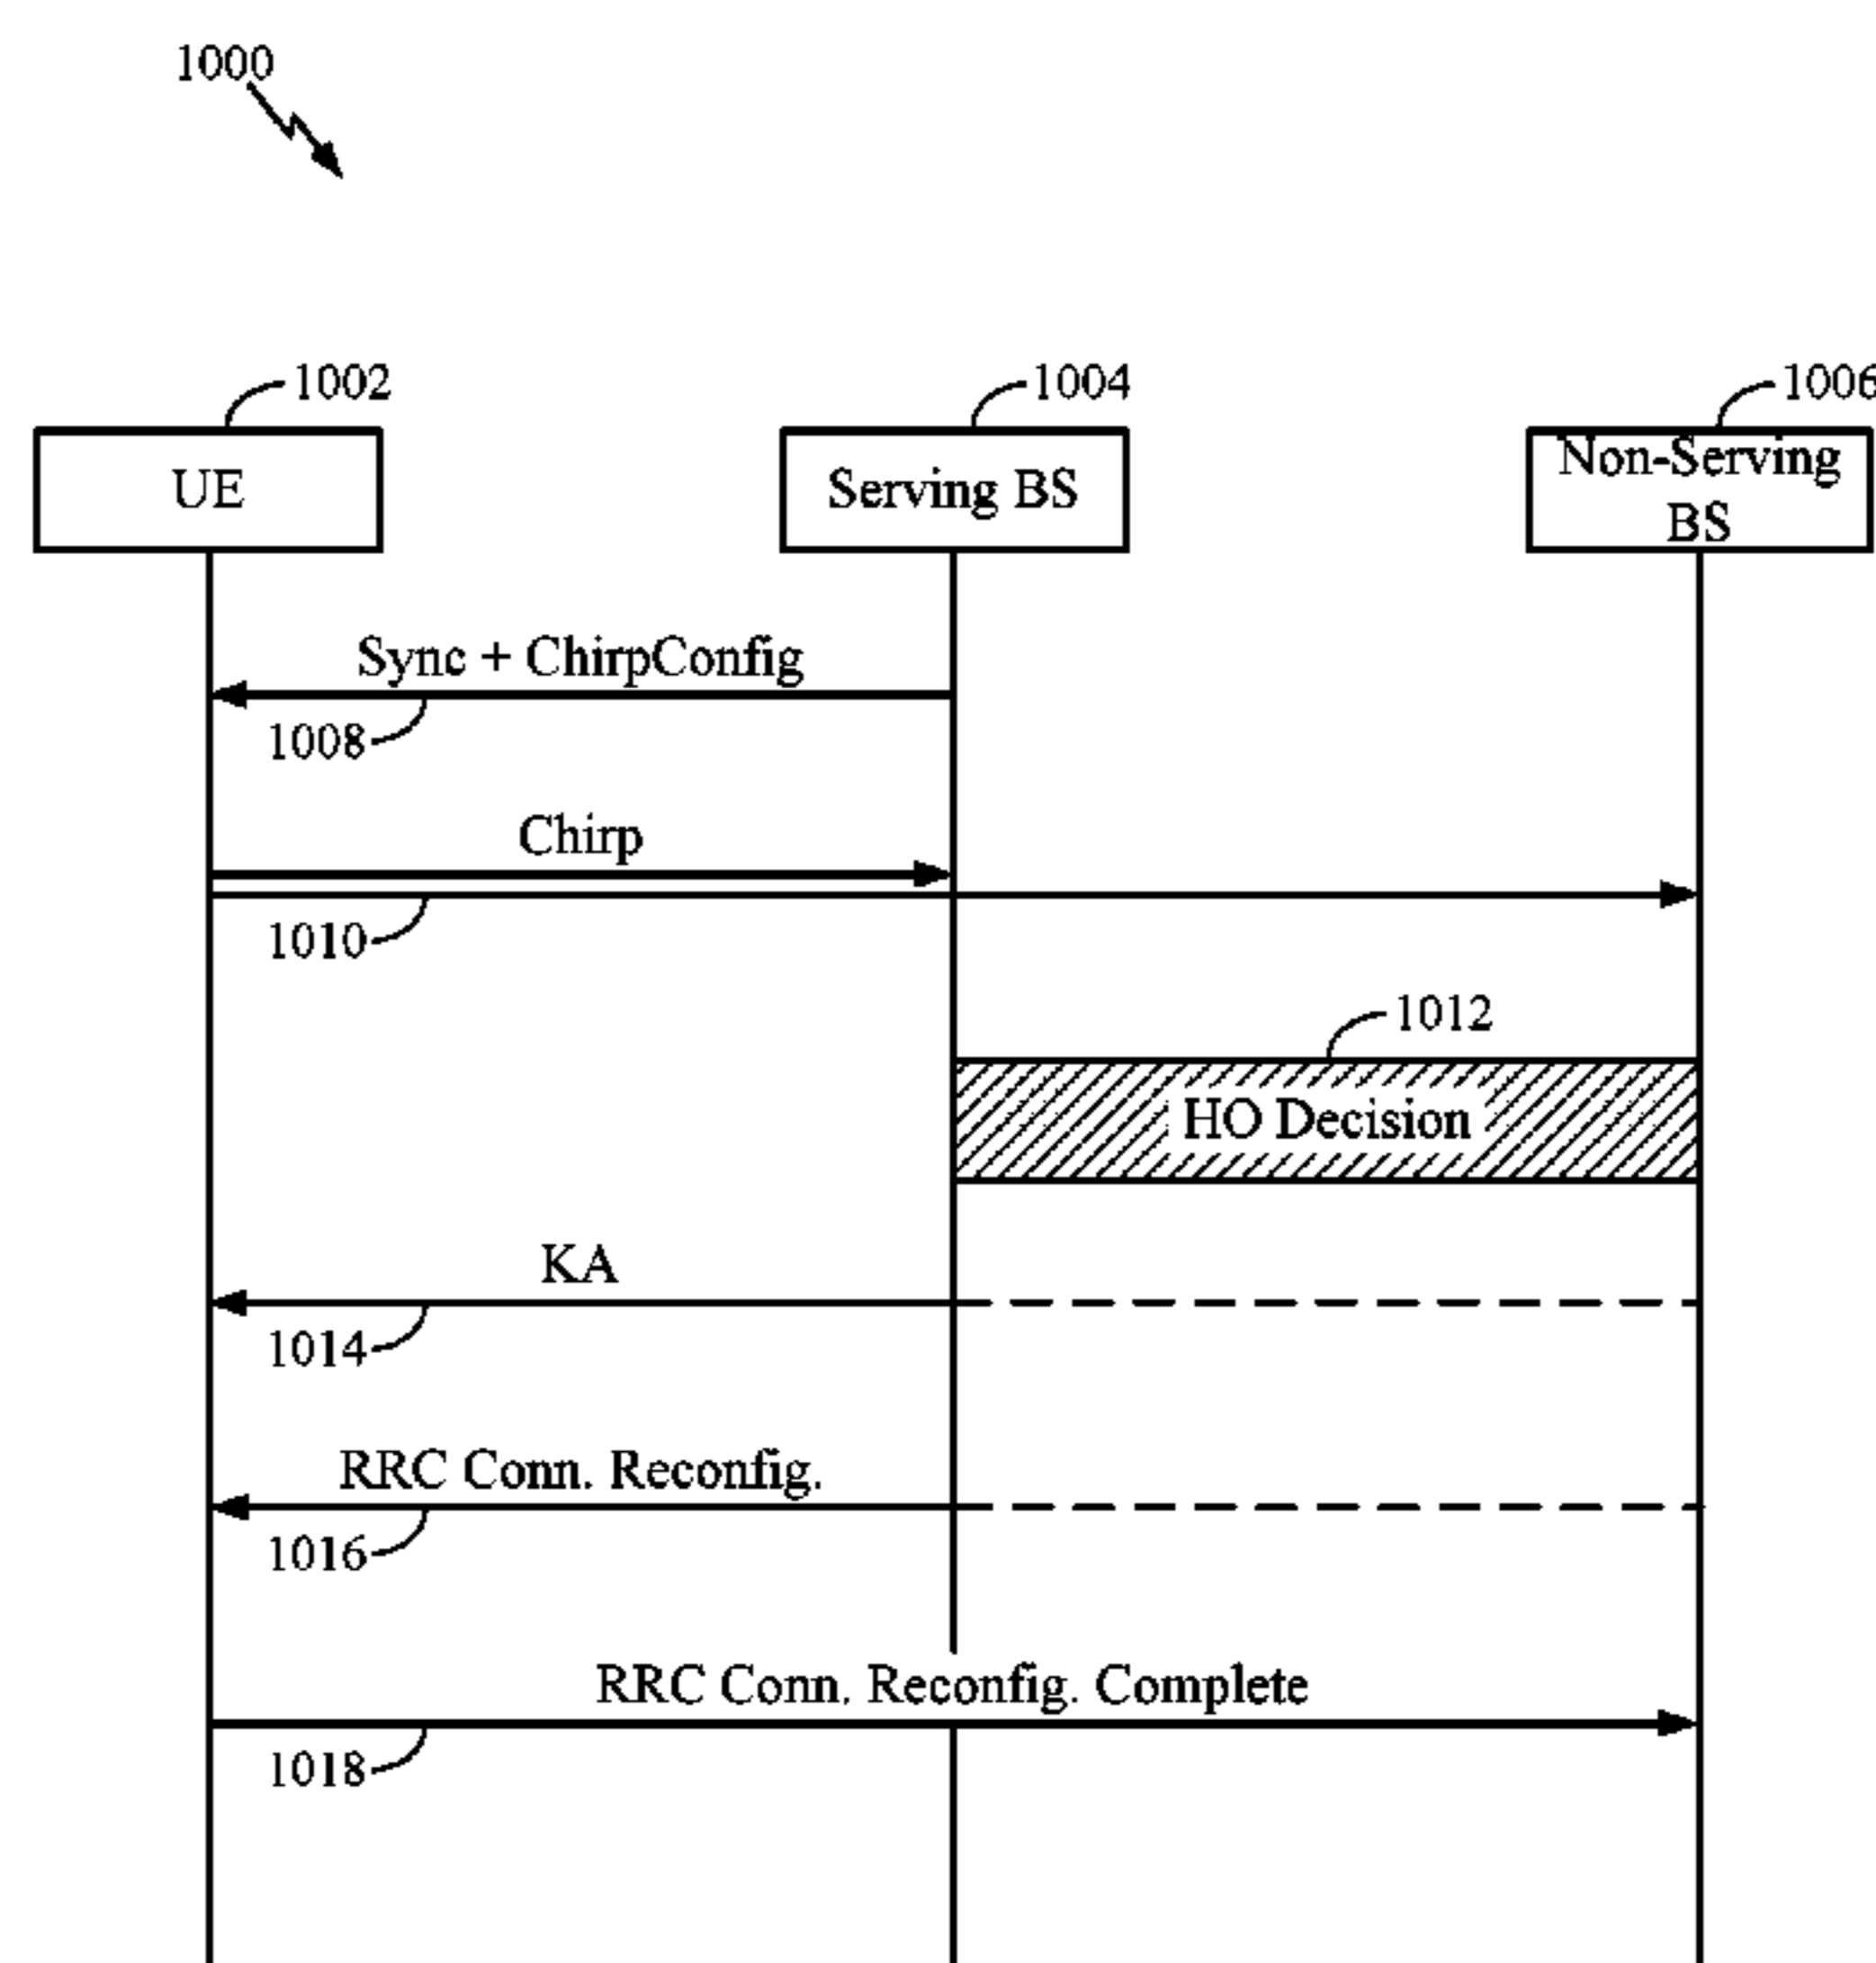 1000
1002
1004
1006
UE
Serving BS
Non-Serving
BS
Sync + ChirpConfig
1008
Chirp
1010
1012
HO Decision
KA
1014
RRC Conn. Reconfig.
1016
RRC Conn. Reconfig. Complete
1018